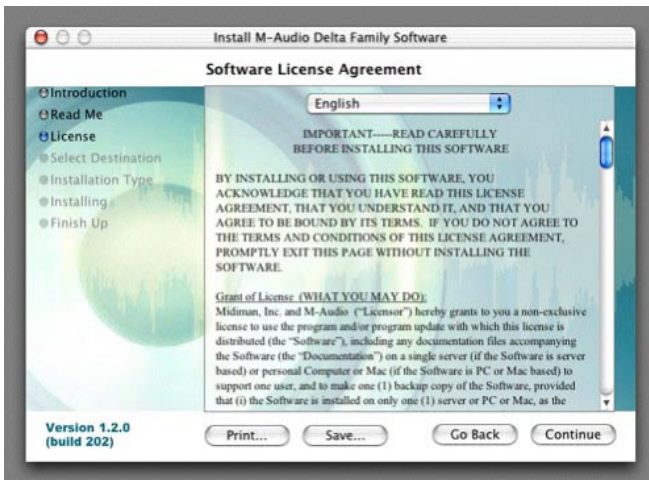 Install M-Audio Delta Family Software
Software License Agreement
Introduction
Read Me
License
Select Destination
Installation Type
Installing
Finish Up
English
IMPORTANT-----READ CAREFULLY
BEFORE INSTALLING THIS SOFTWARE
BY INSTALLING OR USING THIS SOFTWARE, YOU
ACKNOWLEDGE THAT YOU HAVE READ THIS LICENSE
AGREEMENT, THAT YOU UNDERSTAND IT, AND THAT YOU
AGREE TO BE BOUND BY ITS TERMS.  IF YOU DO NOT AGREE TO
THE TERMS AND CONDITIONS OF THIS LICENSE AGREEMENT,
PROMPTLY EXIT THIS PAGE WITHOUT INSTALLING THE
SOFTWARE.
Grant of License (WHAT YOU MAY DO):
Midiman, Inc. and M-Audio ("Licensor") hereby grants to you a non-exclusive
license to use the program and/or program update with which this license is
distributed (the "Software"), including any documentation files accompanying
the Software (the "Documentation") on a single server (if the Software is server
based) or personal Computer or Mac (if the Software is PC or Mac based) to
support one user, and to make one (1) backup copy of the Software, provided
that (i) the Software is installed on only one (1) server or PC or Mac, as the
Version 1.2.0
(build 202)
Print...
Save...
Go Back
Continue